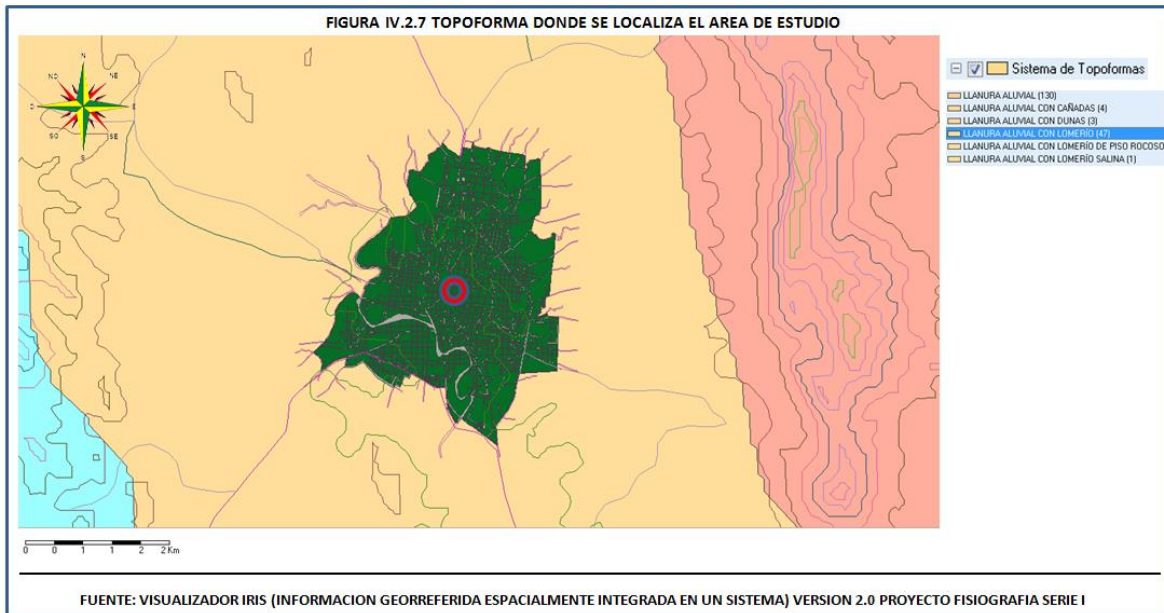 FIGURA IV.2.7 TOPOFORMA DONDE SE LOCALIZA EL AREA DE ESTUDIO
N
NO
NE
O
E
SO
SE
S
Sistema de Topoformas
LLANURA ALUVIAL (130)
LLANURA ALUVIAL CON CAÑADAS (4)
LLANURA ALUVIAL CON DUNAS (3)
LLANURA ALUVIAL CON LOMERÍO (47)
LLANURA ALUVIAL CON LOMERÍO DE PISO ROCOSO
LLANURA ALUVIAL CON LOMERÍO SALINA (1)
0 0 1 1 2 2 Km
FUENTE: VISUALIZADOR IRIS (INFORMACION GEORREFERIDA ESPACIALMENTE INTEGRADA EN UN SISTEMA) VERSION 2.0 PROYECTO FISIOGRAFIA SERIE I